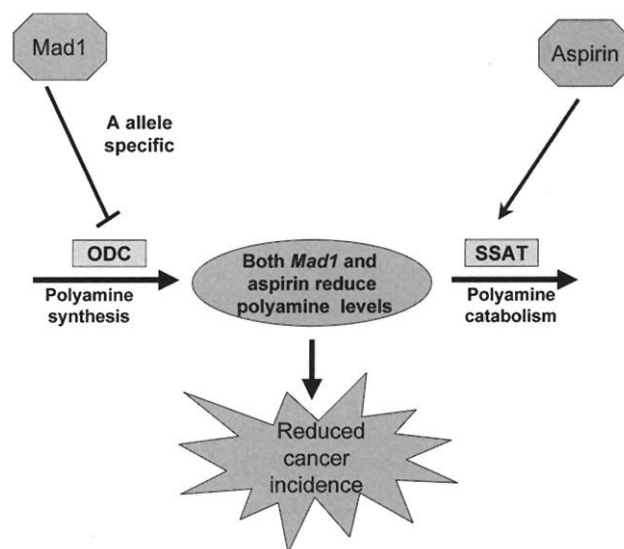 Mad1
Aspirin
A allele
specific
ODC
Polyamine
synthesis
Both Mad1 and
aspirin reduce
polyamine levels
SSAT
Polyamine
catabolism
Reduced
cancer
incidence